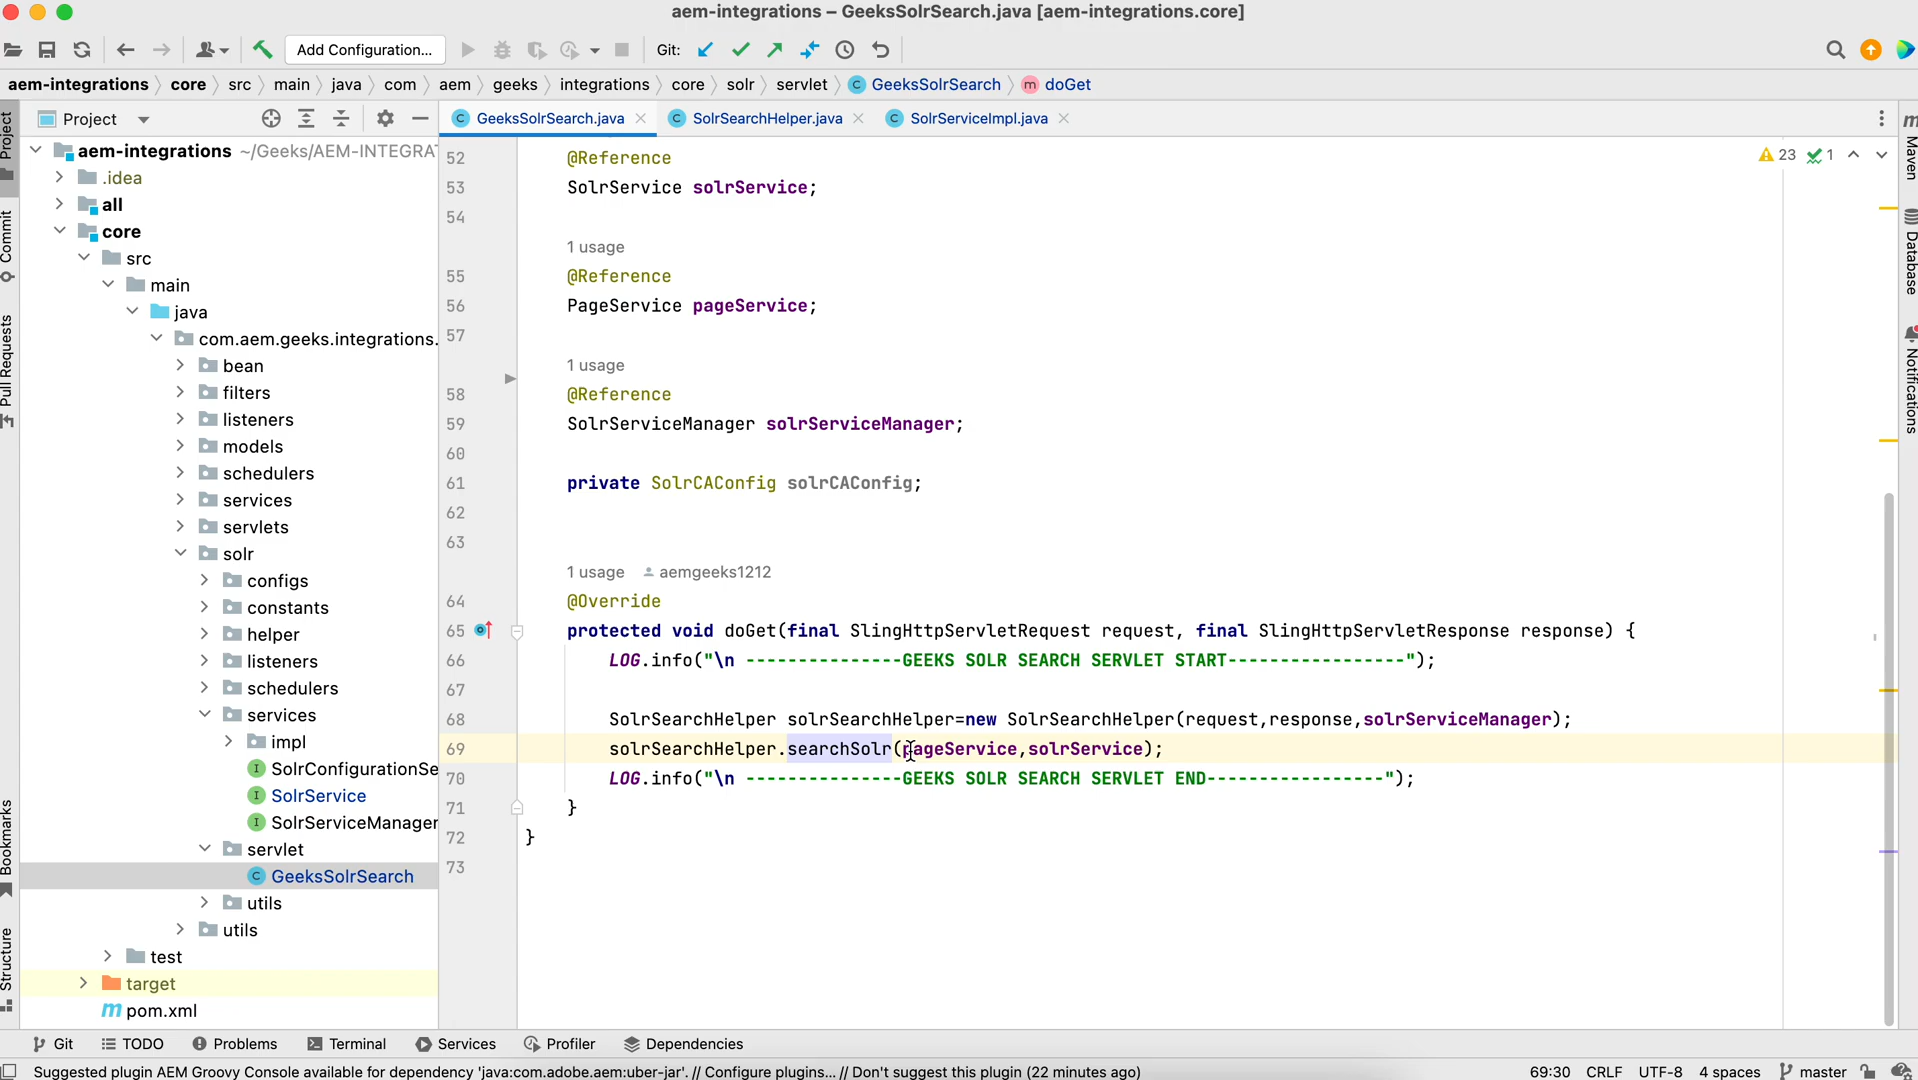 aem-integrations – GeeksSolrSearch.java [aem-integrations.core]
Add Configuration...
Git:
aem-integrations core src main java com aem geeks integrations core solr servlet GeeksSolrSearch doGet
Project
GeeksSolrSearch.java
SolrSearchHelper.java
SolrServiceImpl.java
Project
Commit
Pull Requests
Bookmarks
Structure
Maven
Database
Notifications
aem-integrations ~/Geeks/AEM-INTEGRA
.idea
all
core
src
main
java
com.aem.geeks.integrations.
bean
filters
listeners
models
schedulers
services
servlets
solr
configs
constants
helper
listeners
schedulers
services
impl
SolrConfigurationSe
SolrService
SolrServiceManager
servlet
GeeksSolrSearch
utils
utils
test
target
pom.xml
23 1
52 @Reference
53 SolrService solrService;
54
1 usage
55 @Reference
56 PageService pageService;
57
1 usage
58 @Reference
59 SolrServiceManager solrServiceManager;
60
61 private SolrCAConfig solrCAConfig;
62
63
1 usage aemgeeks1212
64 @Override
65 protected void doGet(final SlingHttpServletRequest request, final SlingHttpServletResponse response) {
66 LOG.info("\n ---------------GEEKS SOLR SEARCH SERVLET START-----------------");
67
68 SolrSearchHelper solrSearchHelper=new SolrSearchHelper(request,response,solrServiceManager);
69 solrSearchHelper.searchSolr(pageService,solrService);
70 LOG.info("\n ---------------GEEKS SOLR SEARCH SERVLET END-----------------");
71 }
72 }
73
Git TODO Problems Terminal Services Profiler Dependencies
Suggested plugin AEM Groovy Console available for dependency 'java:com.adobe.aem:uber-jar'. // Configure plugins... // Don't suggest this plugin (22 minutes ago)
69:30 CRLF UTF-8 4 spaces master